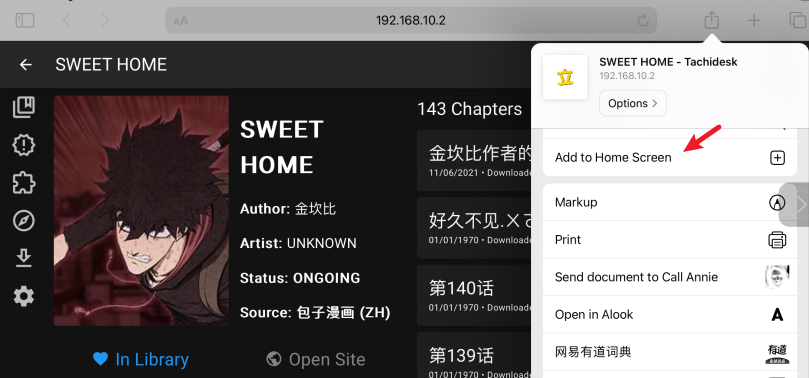 AA
192.168.10.2
SWEET HOME
SWEET
HOME
Author: 金坎比
Artist: UNKNOWN
Status: ONGOING
Source: 包子漫画 (ZH)
In Library
Open Site
143 Chapters
金坎比作者的
11/06/2021 • Downloade
好久不见.㐅
01/01/1970 • Downloade
第140话
01/01/1970 • Downloade
第139话
01/01/1970 • Downloade
立
SWEET HOME - Tachidesk
192.168.10.2
Options
Add to Home Screen
Markup
Print
Send document to Call Annie
Open in Alook
A
网易有道词典
有道